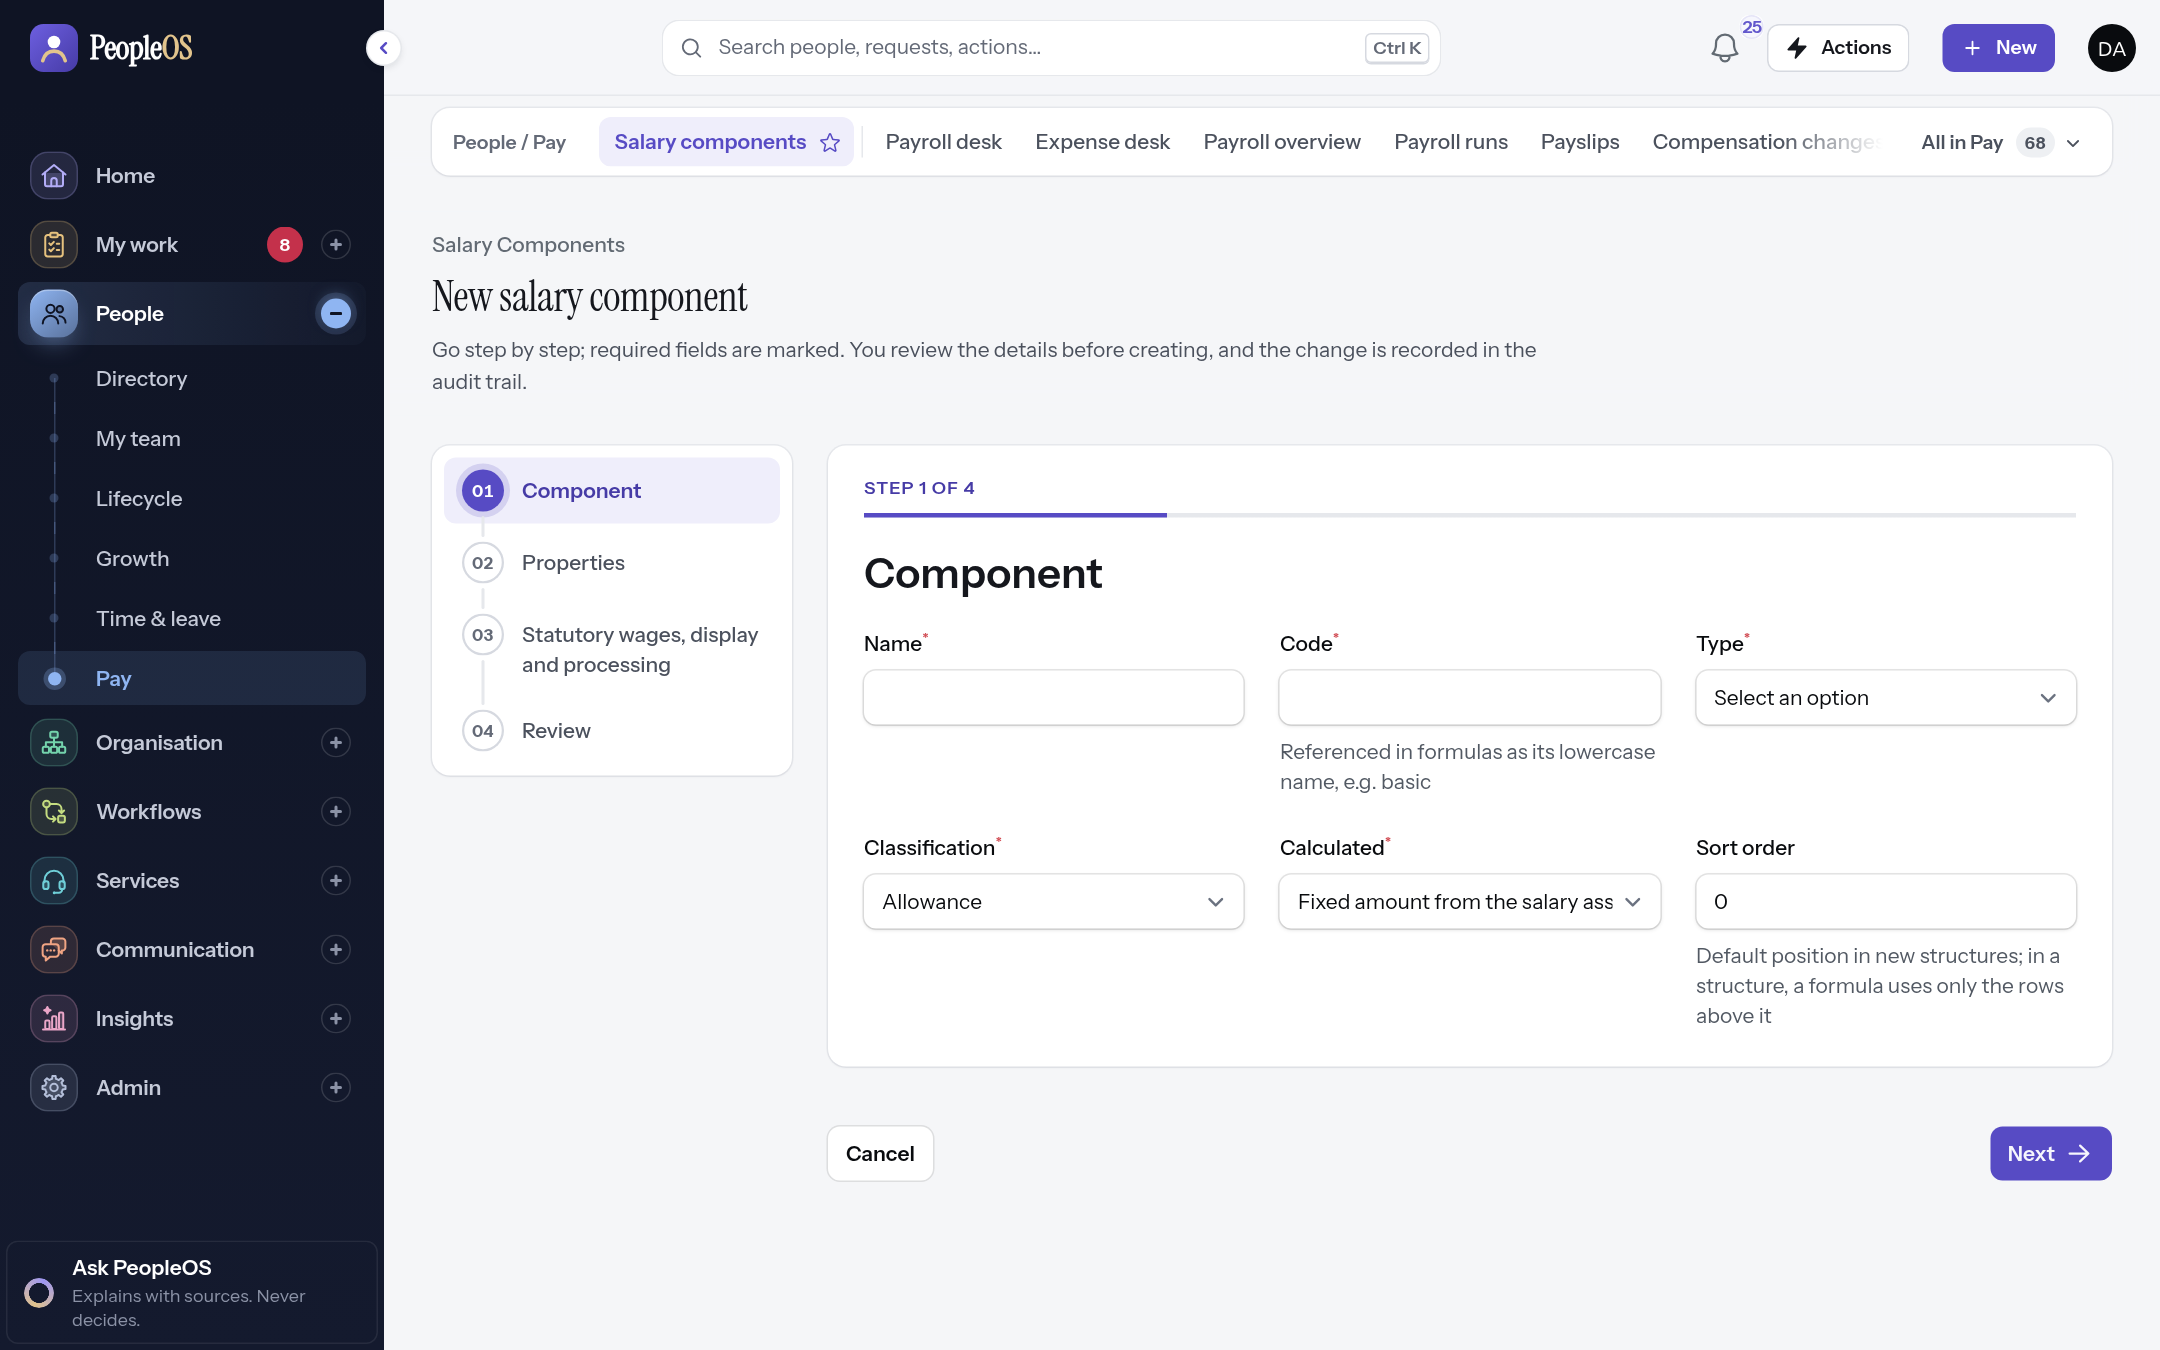 PeopleOS
Search people, requests, actions...
Ctrl K
25
Actions
New
DA
Home
My work
8
People
Directory
My team
Lifecycle
Growth
Time & leave
Pay
Organisation
Workflows
Services
Communication
Insights
Admin
Ask PeopleOS
Explains with sources. Never
decides.
People / Pay
Salary components
Payroll desk
Expense desk
Payroll overview
Payroll runs
Payslips
Compensation changes
All in Pay
68
Salary Components
New salary component
Go step by step; required fields are marked. You review the details before creating, and the change is recorded in the
audit trail.
01
Component
02
Properties
03
Statutory wages, display
and processing
04
Review
STEP 1 OF 4
Component
Name*
Code*
Referenced in formulas as its lowercase
name, e.g. basic
Type*
Select an option
Classification*
Allowance
Calculated*
Fixed amount from the salary ass
Sort order
0
Default position in new structures; in a
structure, a formula uses only the rows
above it
Cancel
Next